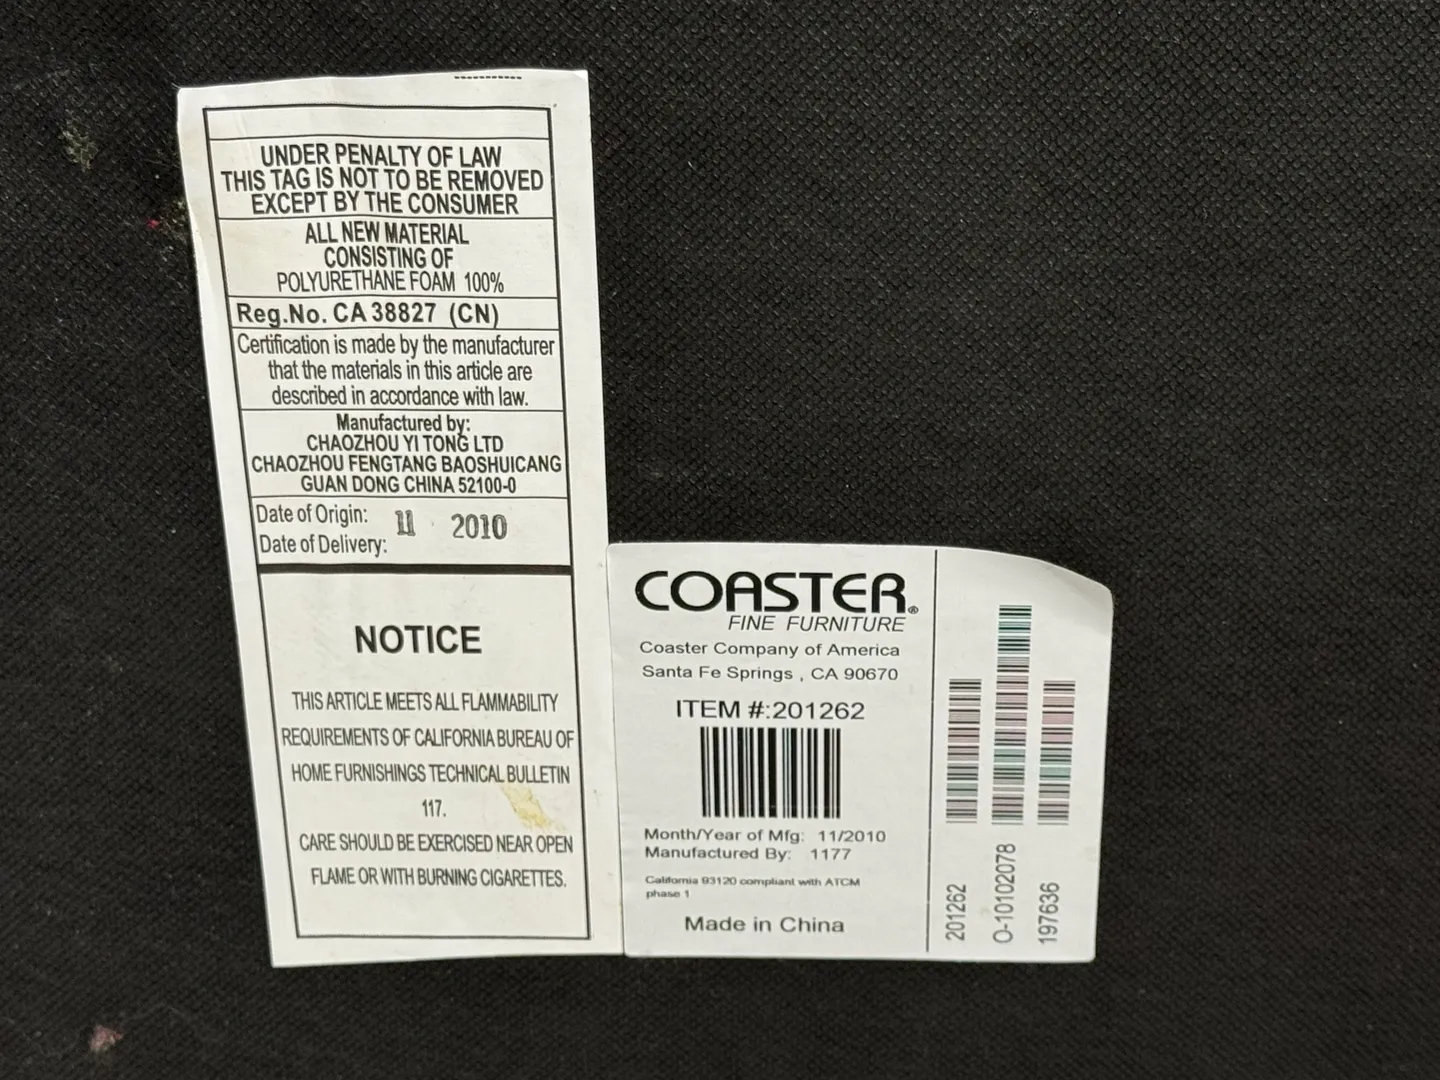 UNDER PENALTY OF LAW
THIS TAG IS NOT TO BE REMOVED
EXCEPT BY THE CONSUMER
ALL NEW MATERIAL
CONSISTING OF
POLYURETHANE FOAM 100%
Reg.No. CA 38827 (CN)
Certification is made by the manufacturer
that the materials in this article are
described in accordance with law.
Manufactured by:
CHAOZHOU YI TONG LTD
CHAOZHOU FENGTANG BAOSHUICANG
GUAN DONG CHINA 52100-0
Date of Origin: 11 2010
Date of Delivery:
NOTICE
THIS ARTICLE MEETS ALL FLAMMABILITY
REQUIREMENTS OF CALIFORNIA BUREAU OF
HOME FURNISHINGS TECHNICAL BULLETIN
117.
CARE SHOULD BE EXERCISED NEAR OPEN
FLAME OR WITH BURNING CIGARETTES.
COASTER®
FINE FURNITURE
Coaster Company of America
Santa Fe Springs , CA 90670
ITEM #:201262
Month/Year of Mfg: 11/2010
Manufactured By: 1177
California 93120 compliant with ATCM
phase 1
Made in China
201262
O-10102078
197636